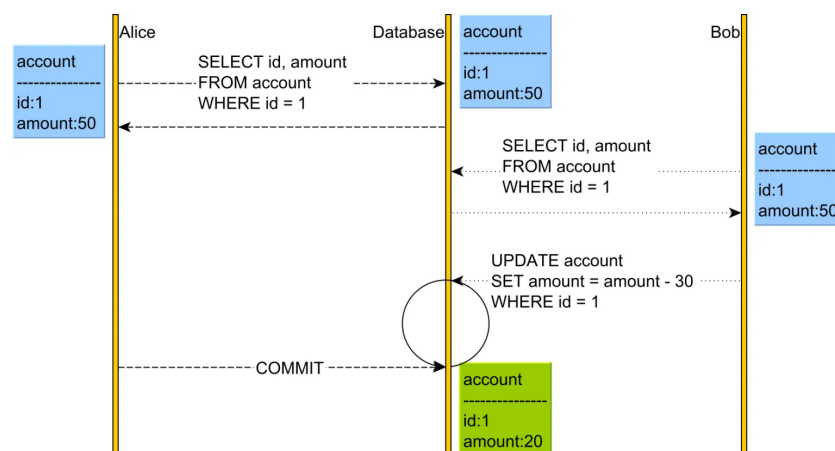 Alice
Database
Bob
account
----------------
id:1
amount:50
SELECT id, amount
FROM account
WHERE id = 1
account
----------------
id:1
amount:50
SELECT id, amount
FROM account
WHERE id = 1
account
---------------
id:1
amount:50
UPDATE account
SET amount = amount - 30
WHERE id = 1
COMMIT
account
----------------
id:1
amount:20